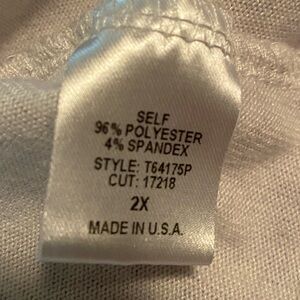 SELF
96% POLYESTER
4% SPANDEX
STYLE: T64175P
CUT: 17218
2X
MADE IN U.S.A.